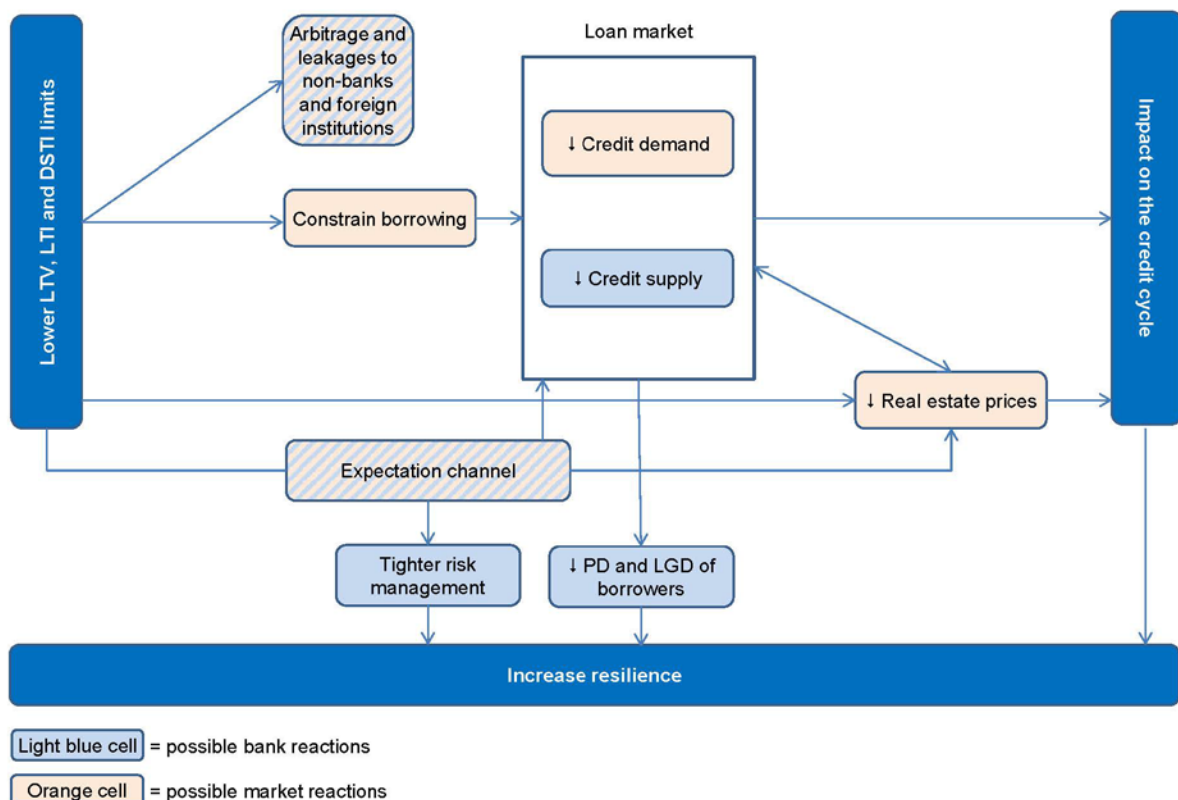 Lower LTV, LTI and DSTI limits
Arbitrage and
leakages to
non-banks
and foreign
institutions
Constrain borrowing
Loan market
↓ Credit demand
↓ Credit supply
↓ Real estate prices
Impact on the credit cycle
Expectation channel
Tighter risk
management
↓ PD and LGD of
borrowers
Increase resilience
Light blue cell = possible bank reactions
Orange cell = possible market reactions